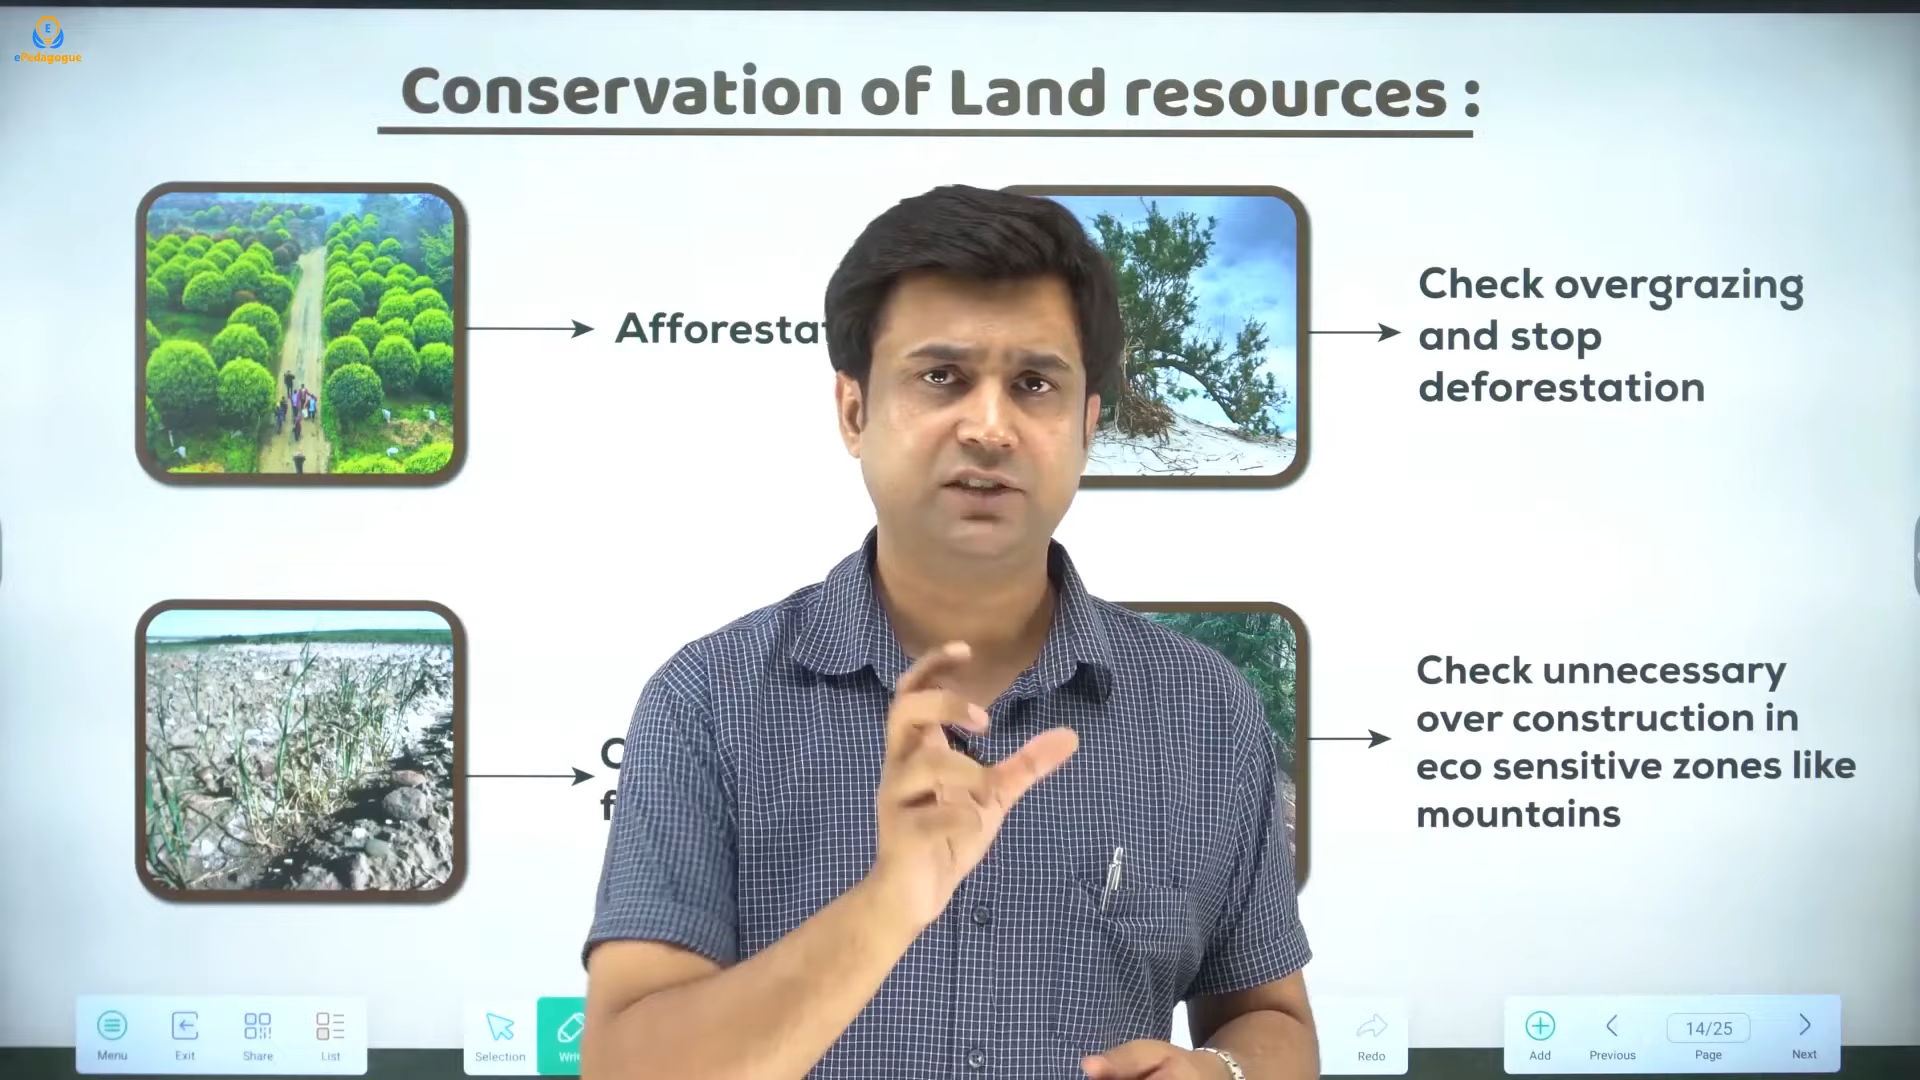 E
ePedagogue
Conservation of Land resources :
Check overgrazing
and stop
deforestation
Check unnecessary
over construction in
eco sensitive zones like
mountains
Menu
Exit
Share
List
Selection
Redo
Add
Previous
14/25
Page
Next